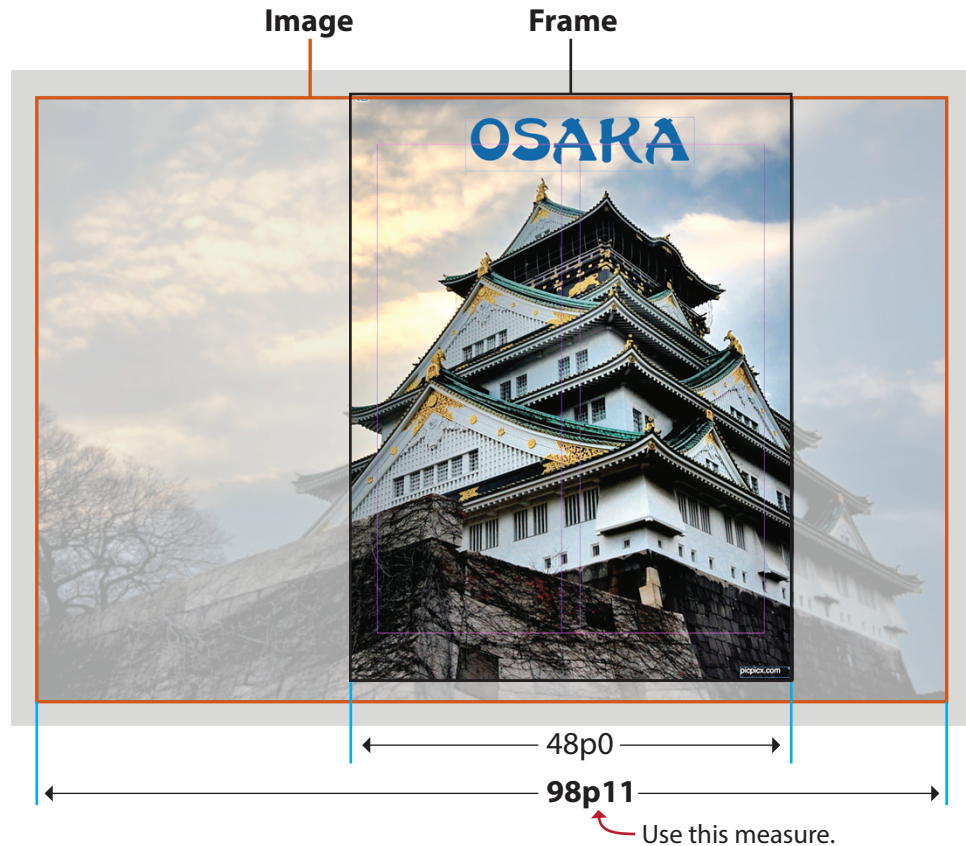 Image
Frame
OSAKA
picpicx.com
48p0
98p11
Use this measure.